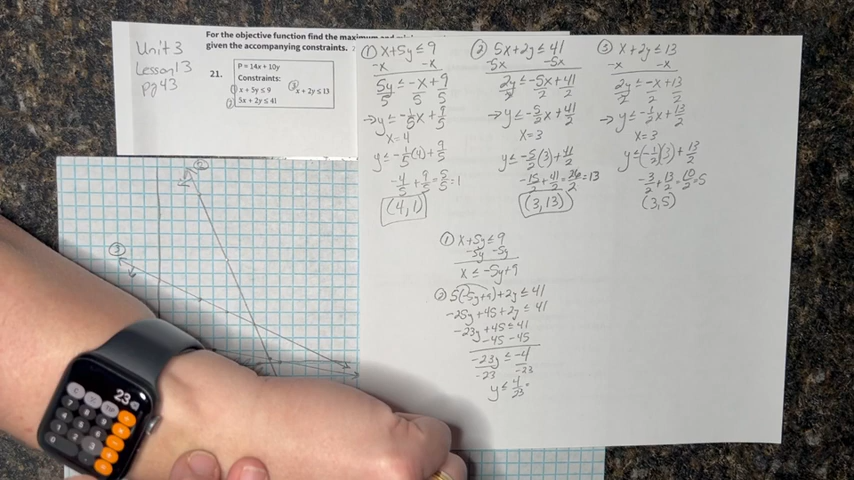 Unit 3
Lesson 13
pg 43
For the objective function find the maximum and
given the accompanying constraints.
21.
P = 14x + 10y
Constraints:
① x + 5y ≤ 9
③ x + 2y ≤ 13
② 5x + 2y ≤ 41
① x+5y ≤ 9
-x -x
5y ≤ -x + 9
5 5 5
→ y ≤ -1/5x + 9/5
x=4
y ≤ -1/5(4) + 9/5
-4/5 + 9/5 = 5/5 = 1
(4,1)
② 5x+2y ≤ 41
-5x -5x
2y ≤ -5x+41
2 2 2
→ y ≤ -5/2x + 41/2
x=3
y ≤ -5/2(3) + 41/2
-15/2 + 41/2 = 26/2 = 13
(3,13)
③ x+2y ≤ 13
-x -x
2y ≤ -x+13
2 2 2
→ y ≤ -1/2x + 13/2
x=3
y ≤ (-1/2)(3) + 13/2
-3/2 + 13/2 = 10/2 = 5
(3,5)
① x+5y ≤ 9
-5y -5y
x ≤ -5y+9
② 5(-5y+9)+2y ≤ 41
-25y+45+2y ≤ 41
-23y+45 ≤ 41
-45 -45
-23y ≤ -4
-23 -23
y ≤ 4/23 =
②
③
23